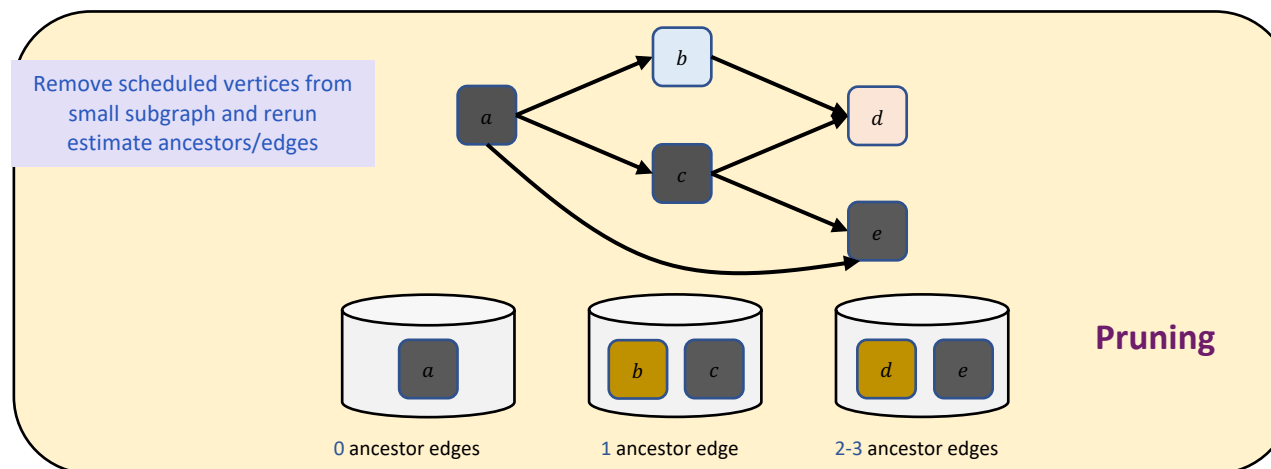 Remove scheduled vertices from
small subgraph and rerun
estimate ancestors/edges
b
a
d
c
e
a
b
c
d
e
Pruning
0 ancestor edges
1 ancestor edge
2-3 ancestor edges